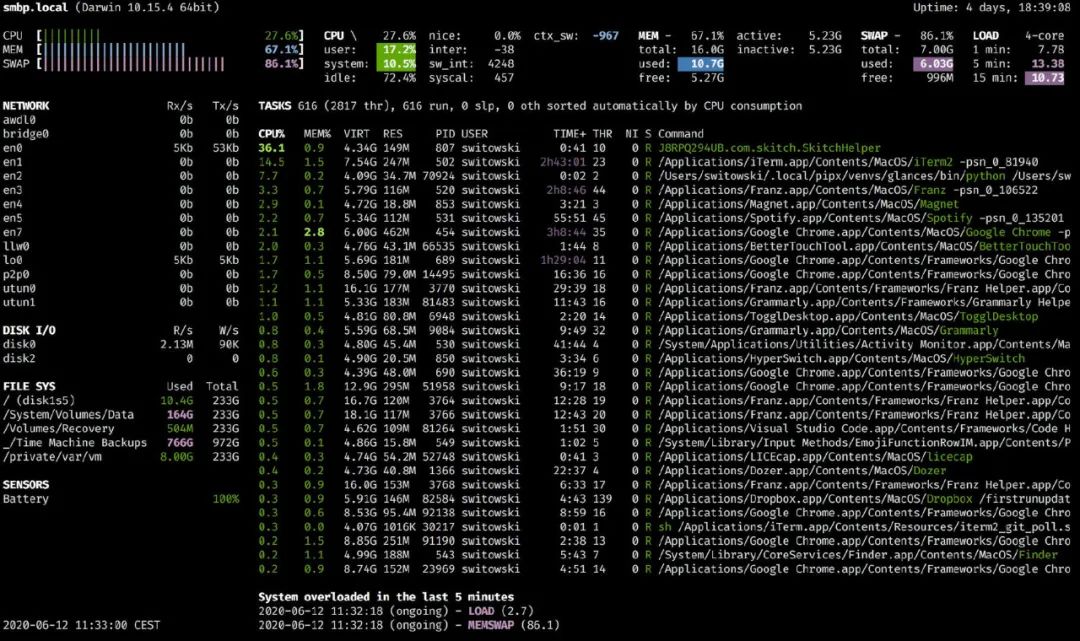 smbp.local (Darwin 10.15.4 64bit) Uptime: 4 days, 18:39:08
CPU [|||||||||| 27.6%] CPU \ 27.6% nice: 0.0% ctx_sw: -967 MEM - 67.1% active: 5.23G SWAP - 86.1% LOAD 4-core
MEM [ 67.1%] user: 17.2% inter: -38 total: 16.0G inactive: 5.23G total: 7.00G 1 min: 7.78
SWAP [ 86.1%] system: 10.5% sw_int: 4248 used: 10.7G used: 6.03G 5 min: 13.38
idle: 72.4% syscal: 457 free: 5.27G free: 996M 15 min: 10.73
NETWORK Rx/s Tx/s TASKS 616 (2817 thr), 616 run, 0 slp, 0 oth sorted automatically by CPU consumption
awdl0 0b 0b
bridge0 0b 0b CPU% MEM% VIRT RES PID USER TIME+ THR NI S Command
en0 5Kb 53Kb 36.1 0.9 4.34G 149M 807 switowski 0:41 10 0 R J8RPQ294UB.com.skitch.SkitchHelper
en1 0b 0b 14.5 1.5 7.54G 247M 502 switowski 2h43:01 23 0 R /Applications/iTerm.app/Contents/MacOS/iTerm2 -psn_0_81940
en2 0b 0b 7.7 0.2 4.09G 34.7M 70924 switowski 0:02 2 0 R /Users/switowski/.local/pipx/venvs/glances/bin/python /Users/sw
en3 0b 0b 3.3 0.7 5.79G 116M 520 switowski 2h8:46 44 0 R /Applications/Franz.app/Contents/MacOS/Franz -psn_0_106522
en4 0b 0b 2.9 0.1 4.72G 18.8M 853 switowski 3:21 3 0 R /Applications/Magnet.app/Contents/MacOS/Magnet
en5 0b 0b 2.2 0.7 5.34G 112M 531 switowski 55:51 45 0 R /Applications/Spotify.app/Contents/MacOS/Spotify -psn_0_135201
en7 0b 0b 2.1 2.8 6.00G 462M 454 switowski 3h8:44 35 0 R /Applications/Google Chrome.app/Contents/MacOS/Google Chrome -p
llw0 0b 0b 2.0 0.3 4.76G 43.1M 66535 switowski 1:44 8 0 R /Applications/BetterTouchTool.app/Contents/MacOS/BetterTouchToo
lo0 5Kb 5Kb 1.7 1.1 5.69G 181M 689 switowski 1h29:04 11 0 R /Applications/Google Chrome.app/Contents/Frameworks/Google Chro
p2p0 0b 0b 1.7 0.5 8.50G 79.0M 14495 switowski 16:36 16 0 R /Applications/Google Chrome.app/Contents/Frameworks/Google Chro
utun0 0b 0b 1.2 1.1 16.1G 177M 3770 switowski 29:39 18 0 R /Applications/Franz.app/Contents/Frameworks/Franz Helper.app/Co
utun1 0b 0b 1.1 1.1 5.33G 183M 81483 switowski 11:43 16 0 R /Applications/Grammarly.app/Contents/Frameworks/Grammarly Helpe
1.0 0.5 4.81G 80.8M 6948 switowski 2:20 14 0 R /Applications/TogglDesktop.app/Contents/MacOS/TogglDesktop
DISK I/O R/s W/s 0.8 0.4 5.59G 68.5M 9084 switowski 9:49 32 0 R /Applications/Grammarly.app/Contents/MacOS/Grammarly
disk0 2.13M 90K 0.8 0.3 4.80G 45.4M 530 switowski 41:44 4 0 R /System/Applications/Utilities/Activity Monitor.app/Contents/Ma
disk2 0 0 0.8 0.1 4.90G 20.5M 850 switowski 3:34 6 0 R /Applications/HyperSwitch.app/Contents/MacOS/HyperSwitch
0.6 0.3 4.39G 48.0M 690 switowski 36:19 9 0 R /Applications/Google Chrome.app/Contents/Frameworks/Google Chro
FILE SYS Used Total 0.5 1.8 12.9G 295M 51958 switowski 9:17 18 0 R /Applications/Google Chrome.app/Contents/Frameworks/Google Chro
/ (disk1s5) 10.4G 233G 0.5 0.7 16.7G 120M 3764 switowski 12:28 19 0 R /Applications/Franz.app/Contents/Frameworks/Franz Helper.app/Co
/System/Volumes/Data 164G 233G 0.5 0.7 18.1G 117M 3766 switowski 12:43 20 0 R /Applications/Franz.app/Contents/Frameworks/Franz Helper.app/Co
/Volumes/Recovery 504M 233G 0.5 0.7 4.62G 109M 81264 switowski 1:51 30 0 R /Applications/Visual Studio Code.app/Contents/Frameworks/Code H
_/Time Machine Backups 766G 972G 0.5 0.1 4.86G 15.8M 549 switowski 1:02 5 0 R /System/Library/Input Methods/EmojiFunctionRowIM.app/Contents/P
/private/var/vm 8.00G 233G 0.4 0.3 4.74G 54.2M 52748 switowski 0:41 3 0 R /Applications/LICEcap.app/Contents/MacOS/licecap
0.4 0.2 4.73G 40.8M 1366 switowski 22:37 4 0 R /Applications/Dozer.app/Contents/MacOS/Dozer
SENSORS 0.3 0.9 16.0G 153M 3768 switowski 6:33 17 0 R /Applications/Franz.app/Contents/Frameworks/Franz Helper.app/Co
Battery 100% 0.3 0.9 5.91G 146M 82584 switowski 4:43 139 0 R /Applications/Dropbox.app/Contents/MacOS/Dropbox /firstrunupdat
0.3 0.6 8.53G 95.4M 92138 switowski 8:59 16 0 R /Applications/Google Chrome.app/Contents/Frameworks/Google Chro
0.3 0.0 4.07G 1016K 30217 switowski 0:01 1 0 R sh /Applications/iTerm.app/Contents/Resources/iterm2_git_poll.s
0.2 1.5 8.85G 251M 91190 switowski 2:38 13 0 R /Applications/Google Chrome.app/Contents/Frameworks/Google Chro
0.2 1.1 4.99G 188M 543 switowski 5:43 7 0 R /System/Library/CoreServices/Finder.app/Contents/MacOS/Finder
0.2 0.9 8.74G 152M 23969 switowski 4:51 14 0 R /Applications/Google Chrome.app/Contents/Frameworks/Google Chro
System overloaded in the last 5 minutes
2020-06-12 11:32:18 (ongoing) - LOAD (2.7)
2020-06-12 11:33:00 CEST 2020-06-12 11:32:18 (ongoing) - MEMSWAP (86.1)